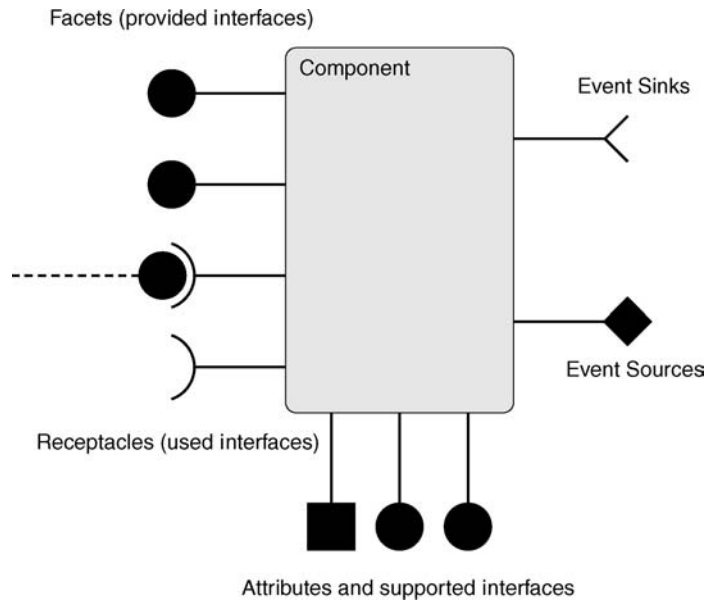 Facets (provided interfaces)
Component
Event Sinks
Event Sources
Receptacles (used interfaces)
Attributes and supported interfaces